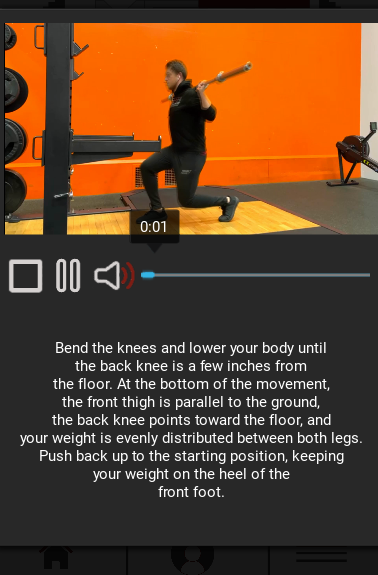 0:01
Bend the knees and lower your body until
the back knee is a few inches from
the floor. At the bottom of the movement,
the front thigh is parallel to the ground,
the back knee points toward the floor, and
your weight is evenly distributed between both legs.
Push back up to the starting position, keeping
your weight on the heel of the
front foot.